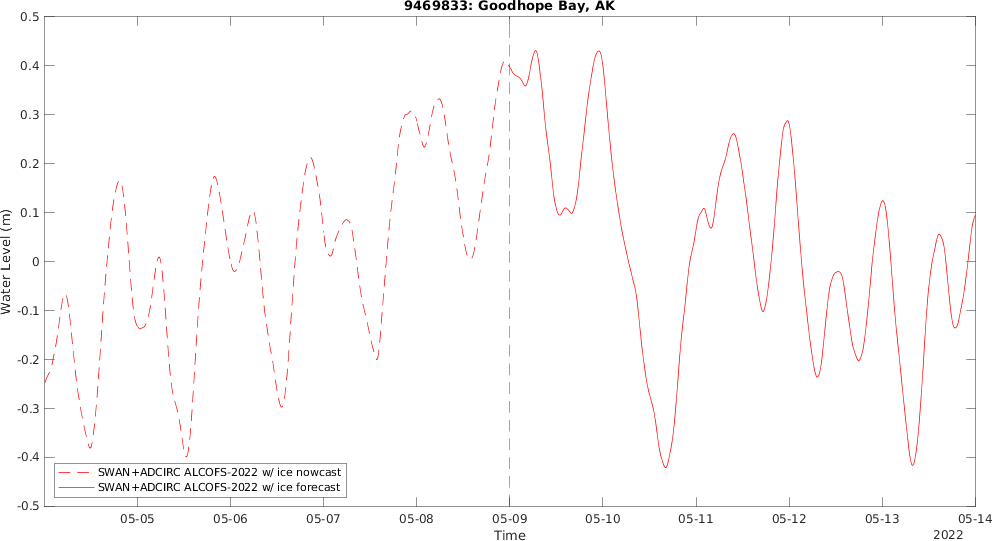 9469833: Goodhope Bay, AK
0.5
0.4
0.3
0.2
0.1
0
-0.1
-0.2
-0.3
-0.4
-0.5
Water Level (m)
SWAN+ADCIRC ALCOFS-2022 w/ ice nowcast
SWAN+ADCIRC ALCOFS-2022 w/ ice forecast
05-05 05-06 05-07 05-08 05-09 05-10 05-11 05-12 05-13 05-14
Time
2022